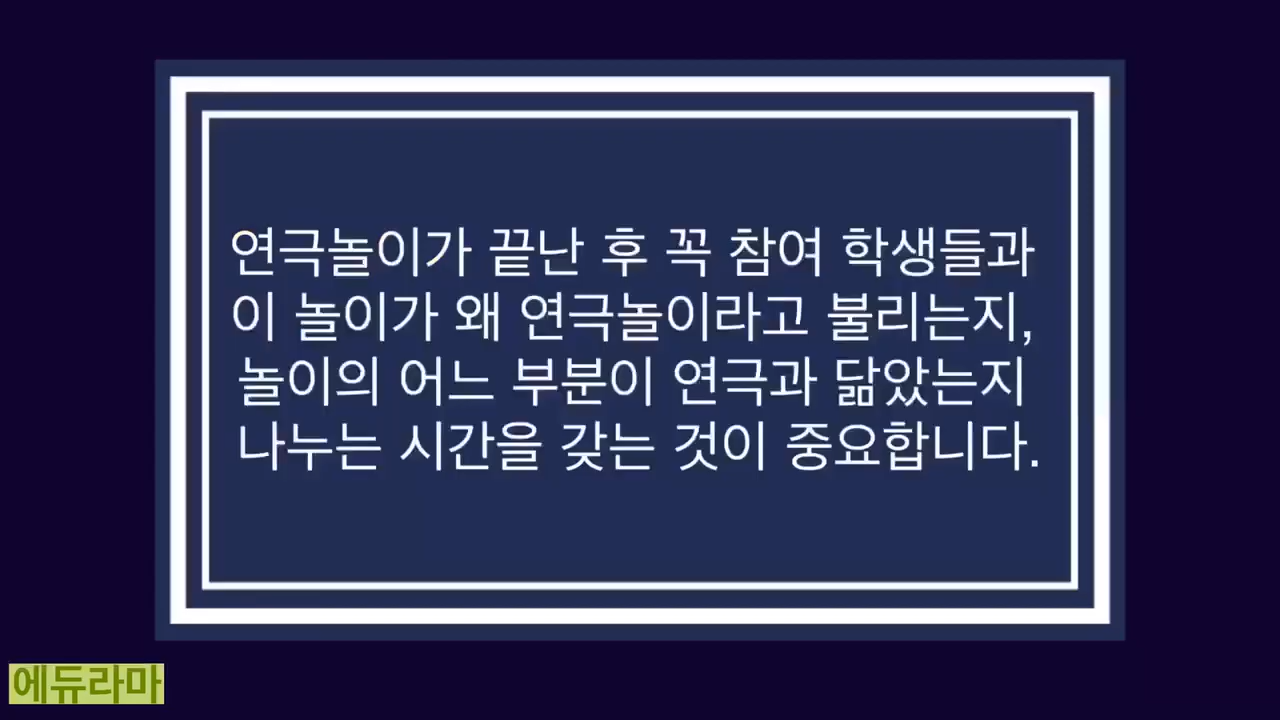 연극놀이가 끝난 후 꼭 참여 학생들과
이 놀이가 왜 연극놀이라고 불리는지,
놀이의 어느 부분이 연극과 닮았는지
나누는 시간을 갖는 것이 중요합니다.
에듀라마